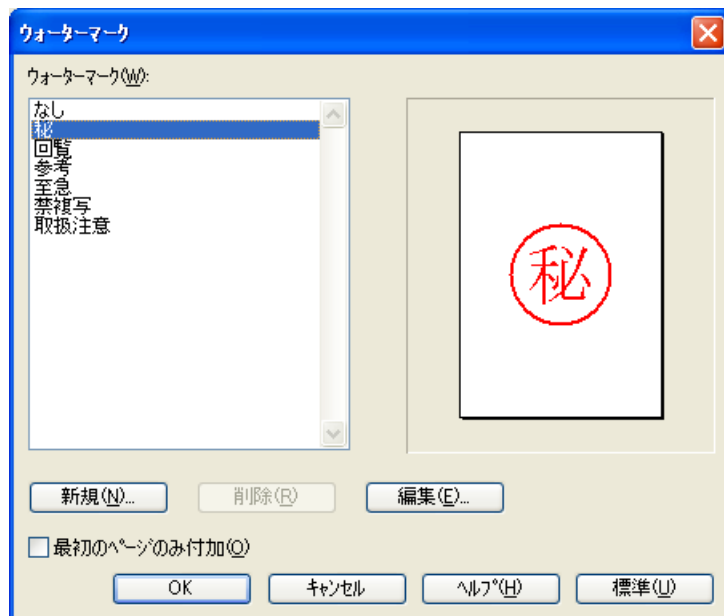 ウォーターマーク
ウォーターマーク(W):
なし
秘
回覧
参考
至急
禁複写
取扱注意
秘
新規(N)... 削除(R) 編集(E)...
最初のページのみ付加(O)
OK キャンセル ヘルプ(H) 標準(U)